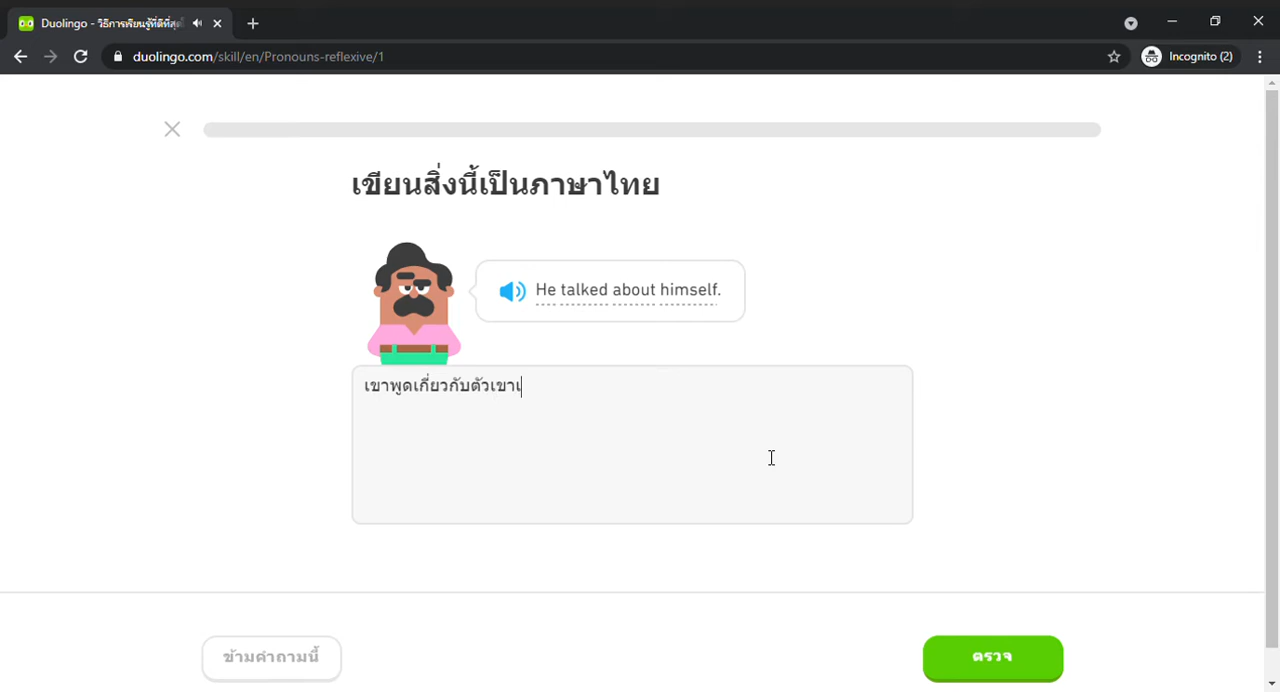 Duolingo - วิธีการเรียนรู้ที่ดีที่สุด
duolingo.com/skill/en/Pronouns-reflexive/1
Incognito (2)
เขียนสิ่งนี้เป็นภาษาไทย
He talked about himself.
เขาพูดเกี่ยวกับตัวเขาเ
ข้ามคำถามนี้
ตรวจ